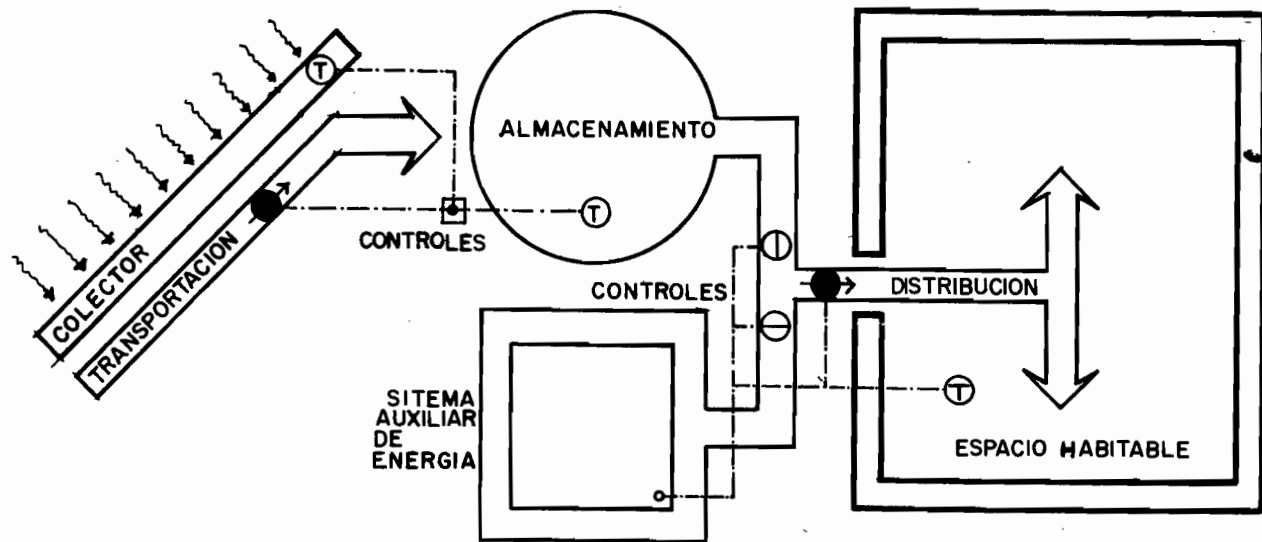 COLECTOR
TRANSPORTACION
T
CONTROLES
ALMACENAMIENTO
T
CONTROLES
DISTRIBUCION
T
SITEMA
AUXILIAR
DE
ENERGIA
ESPACIO HABITABLE